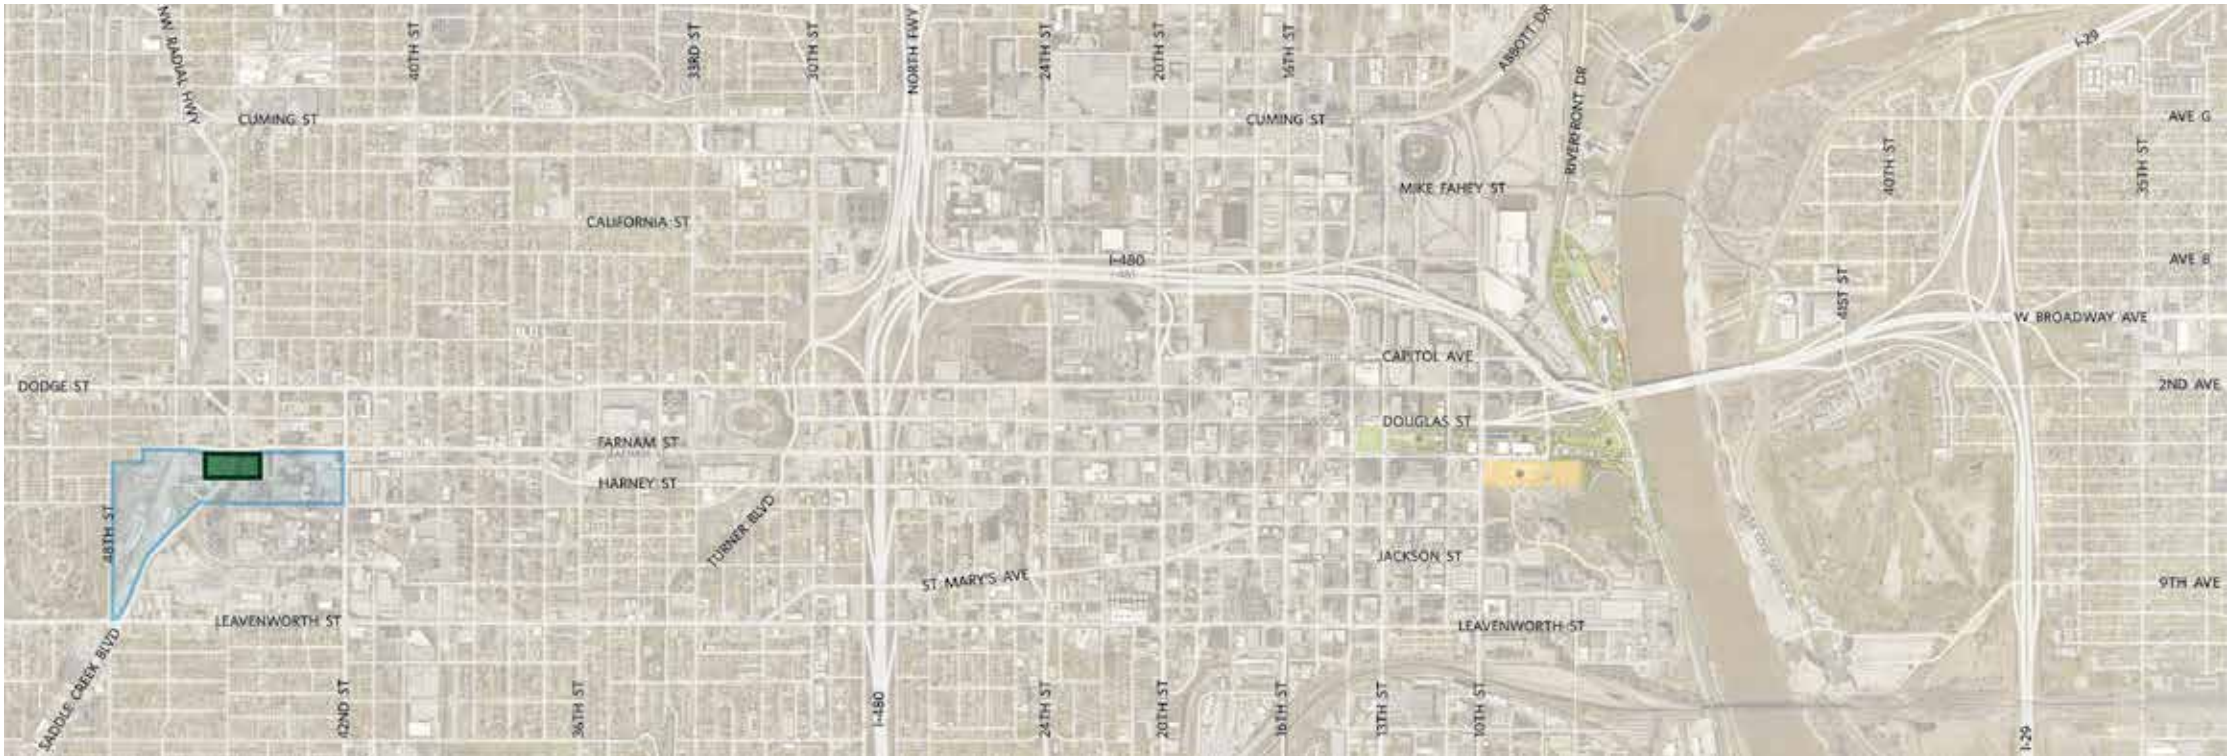 NW RADIAL HWY
40TH ST
33RD ST
30TH ST
NORTH FWY
24TH ST
20TH ST
16TH ST
ABBOTT DR
RIVERFRONT DR
I-29
CUMING ST
CUMING ST
AVE G
40TH ST
35TH ST
MIKE FAHEY ST
CALIFORNIA ST
I-480
I-480
AVE B
41ST ST
W BROADWAY AVE
CAPITOL AVE
DODGE ST
2ND AVE
DOUGLAS ST
FARNAM ST
HARNEY ST
48TH ST
TURNER BLVD
JACKSON ST
ST MARY'S AVE
9TH AVE
LEAVENWORTH ST
LEAVENWORTH ST
SADDLE CREEK BLVD
42ND ST
36TH ST
I-480
24TH ST
20TH ST
16TH ST
13TH ST
10TH ST
I-29